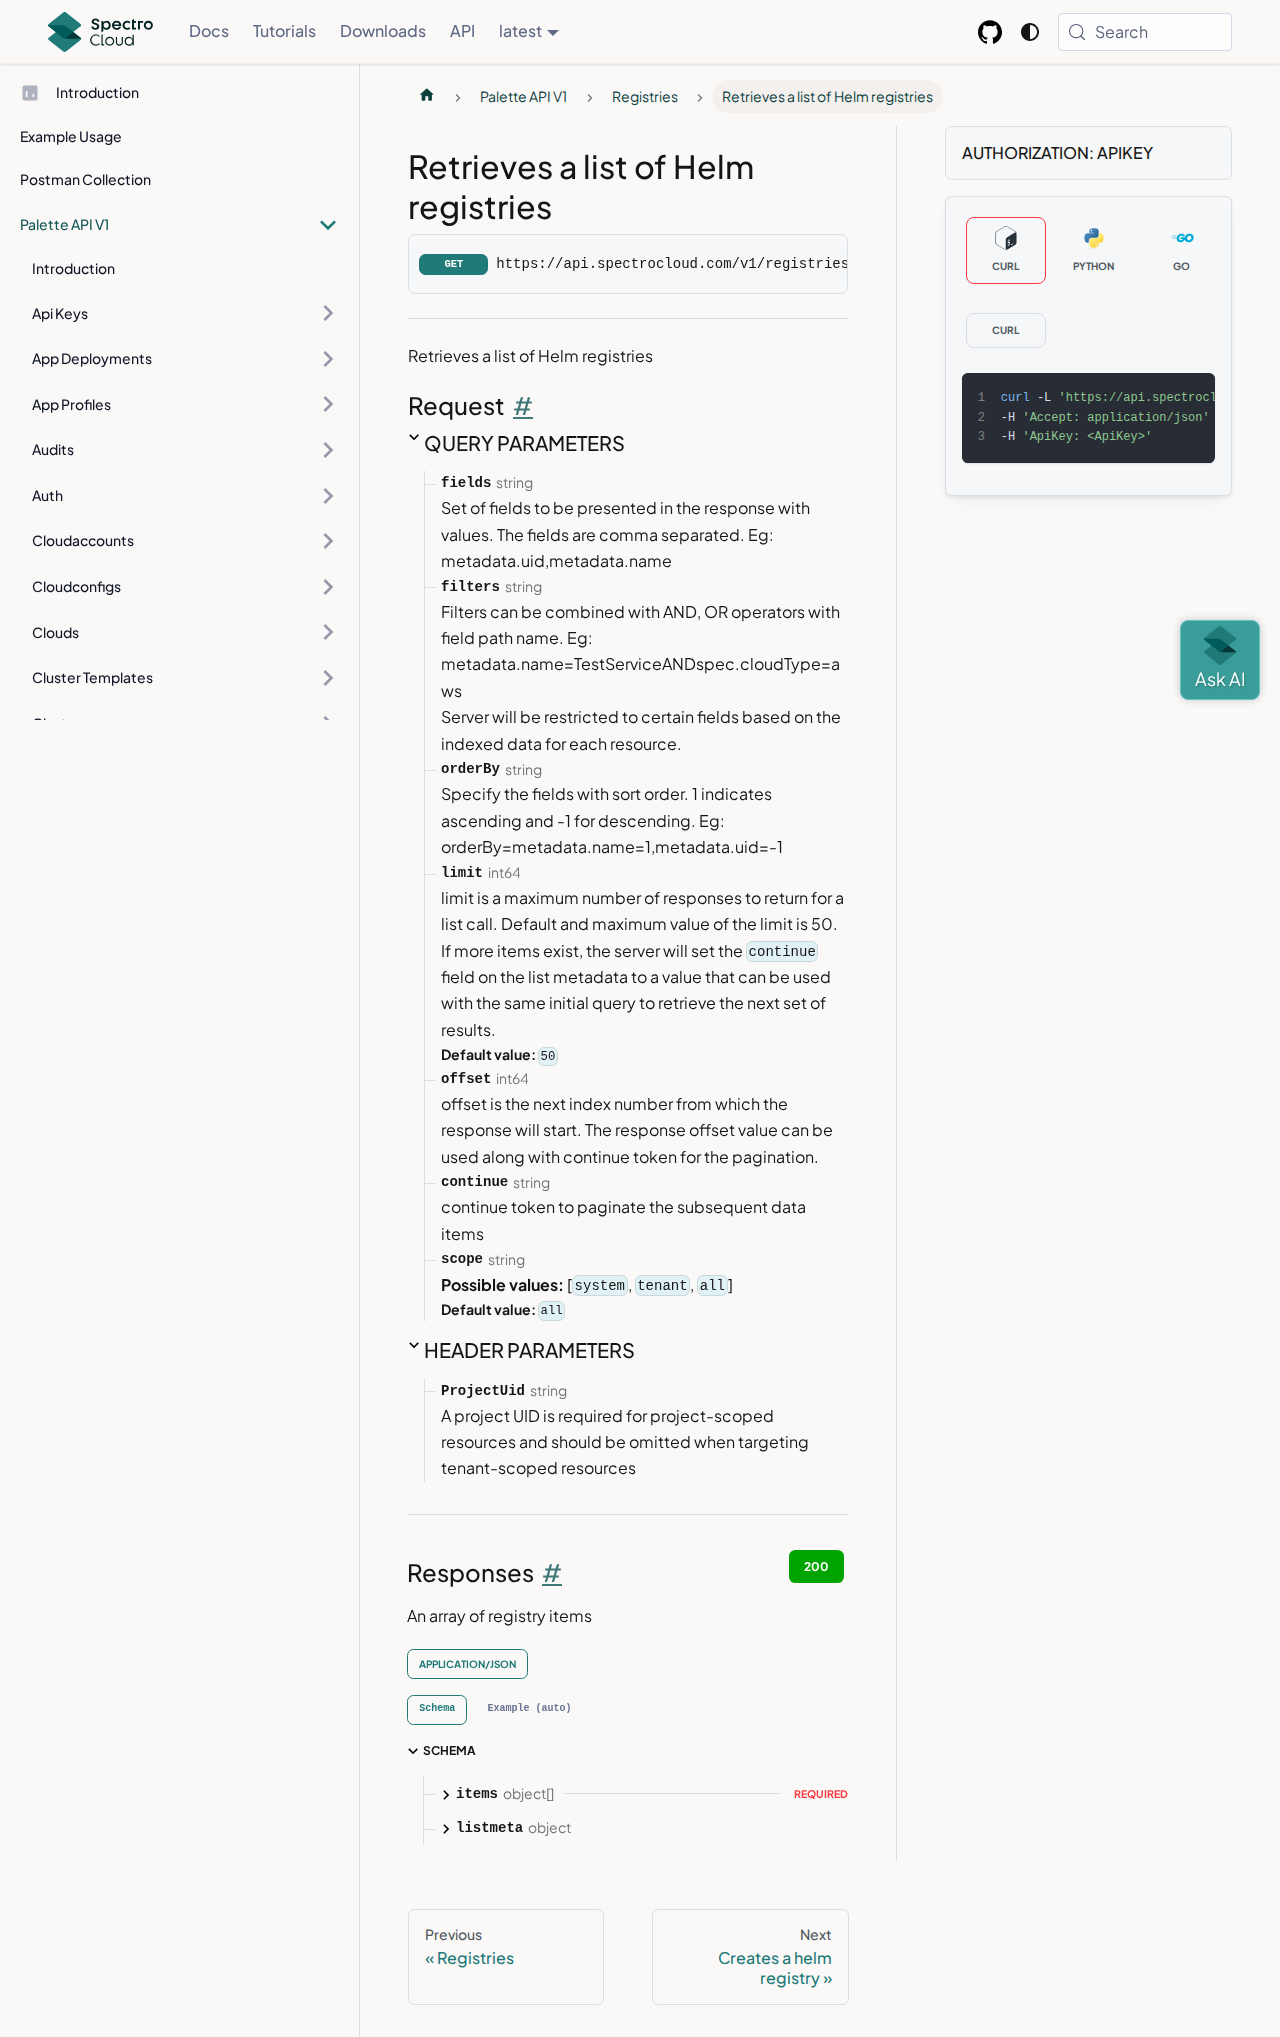 Spectro Cloud
Docs
Tutorials
Downloads
API
latest
Search
Introduction
Example Usage
Postman Collection
Palette API V1
Introduction
Api Keys
App Deployments
App Profiles
Audits
Auth
Cloudaccounts
Cloudconfigs
Clouds
Cluster Templates
Palette API V1
Registries
Retrieves a list of Helm registries
Retrieves a list of Helm
registries
GET https://api.spectrocloud.com/v1/registries
Retrieves a list of Helm registries
Request #
QUERY PARAMETERS
fields string
Set of fields to be presented in the response with
values. The fields are comma separated. Eg:
metadata.uid,metadata.name
filters string
Filters can be combined with AND, OR operators with
field path name. Eg:
metadata.name=TestServiceANDspec.cloudType=a
ws
Server will be restricted to certain fields based on the
indexed data for each resource.
orderBy string
Specify the fields with sort order. 1 indicates
ascending and -1 for descending. Eg:
orderBy=metadata.name=1,metadata.uid=-1
limit int64
limit is a maximum number of responses to return for a
list call. Default and maximum value of the limit is 50.
If more items exist, the server will set the continue
field on the list metadata to a value that can be used
with the same initial query to retrieve the next set of
results.
Default value: 50
offset int64
offset is the next index number from which the
response will start. The response offset value can be
used along with continue token for the pagination.
continue string
continue token to paginate the subsequent data
items
scope string
Possible values: [system, tenant, all]
Default value: all
HEADER PARAMETERS
ProjectUid string
A project UID is required for project-scoped
resources and should be omitted when targeting
tenant-scoped resources
Responses #
200
An array of registry items
APPLICATION/JSON
Schema
Example (auto)
SCHEMA
items object[] REQUIRED
listmeta object
Previous
« Registries
Next
Creates a helm
registry »
AUTHORIZATION: APIKEY
CURL
PYTHON
GO
CURL
1 curl -L 'https://api.spectrocl
2 -H 'Accept: application/json'
3 -H 'ApiKey: <ApiKey>'
Ask AI